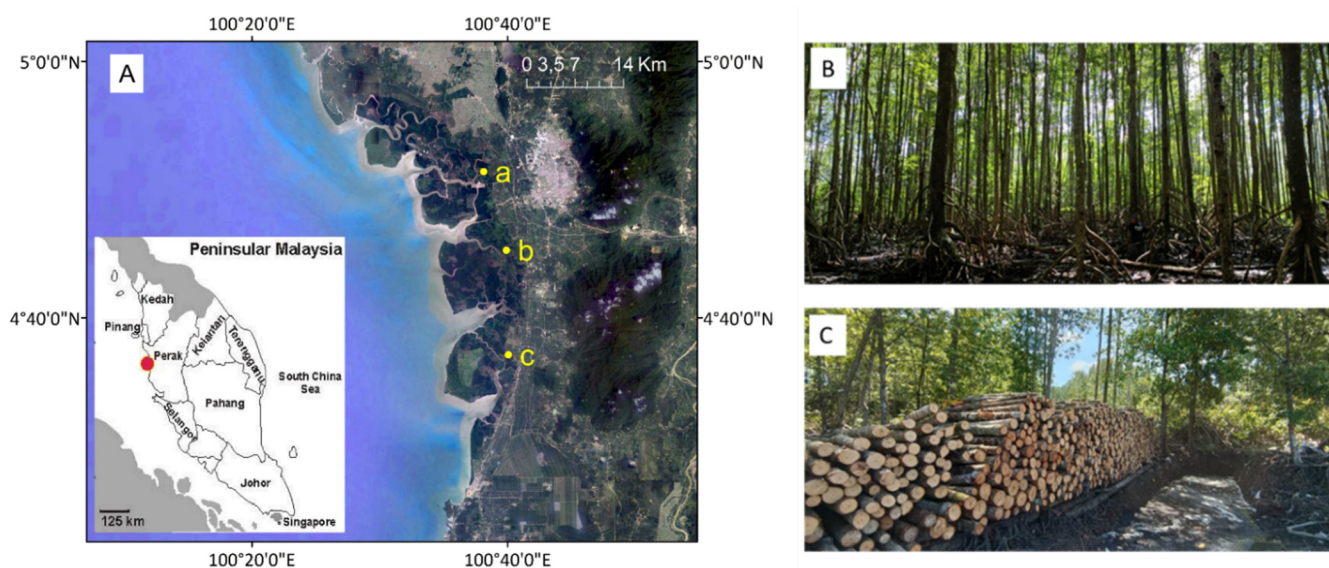 100°20'0"E 100°40'0"E
5°0'0"N
A
0 3,5 7 14 Km
5°0'0"N
a
b
c
4°40'0"N
4°40'0"N
Peninsular Malaysia
Kedah
Pinang
Perak
Kelantan
Terengganu
South China
Sea
Pahang
Selangor
Johor
Singapore
125 km
100°20'0"E 100°40'0"E
B
C